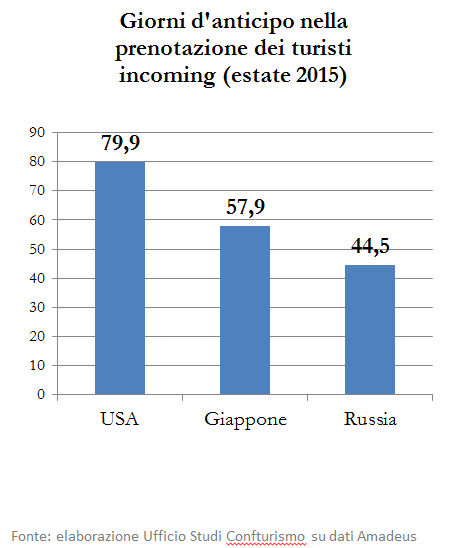 Giorni d'anticipo nella
prenotazione dei turisti
incoming (estate 2015)
90
80
70
60
50
40
30
20
10
0
79,9
57,9
44,5
USA
Giappone
Russia
Fonte: elaborazione Ufficio Studi Confturismo su dati Amadeus